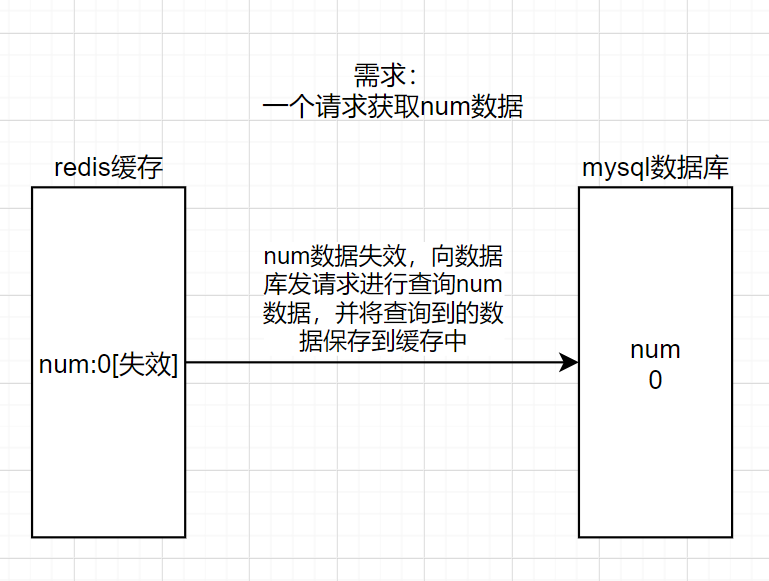 需求：
一个请求获取num数据
redis缓存
mysql数据库
num数据失效，向数据
库发请求进行查询num
数据，并将查询到的数
据保存到缓存中
num:0[失效]
num
0